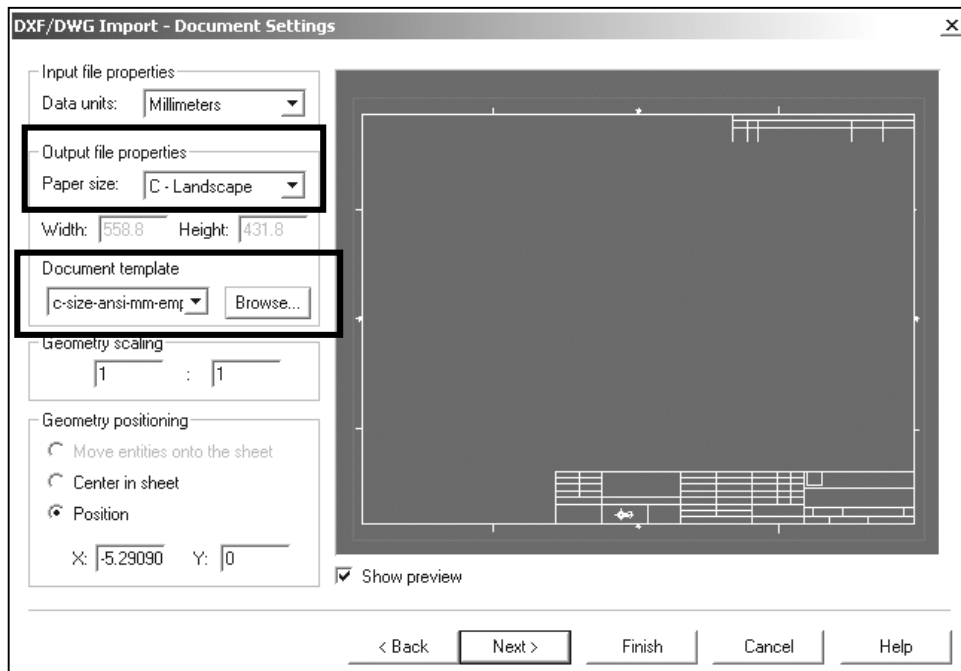 DXF/DWG Import - Document Settings
Input file properties
Data units: Millimeters
Output file properties
Paper size: C - Landscape
Width: 558.8 Height: 431.8
Document template
c-size-ansi-mm-emp Browse...
Geometry scaling
1 : 1
Geometry positioning
Move entities onto the sheet
Center in sheet
Position
X: -5.29090 Y: 0
Show preview
< Back Next > Finish Cancel Help